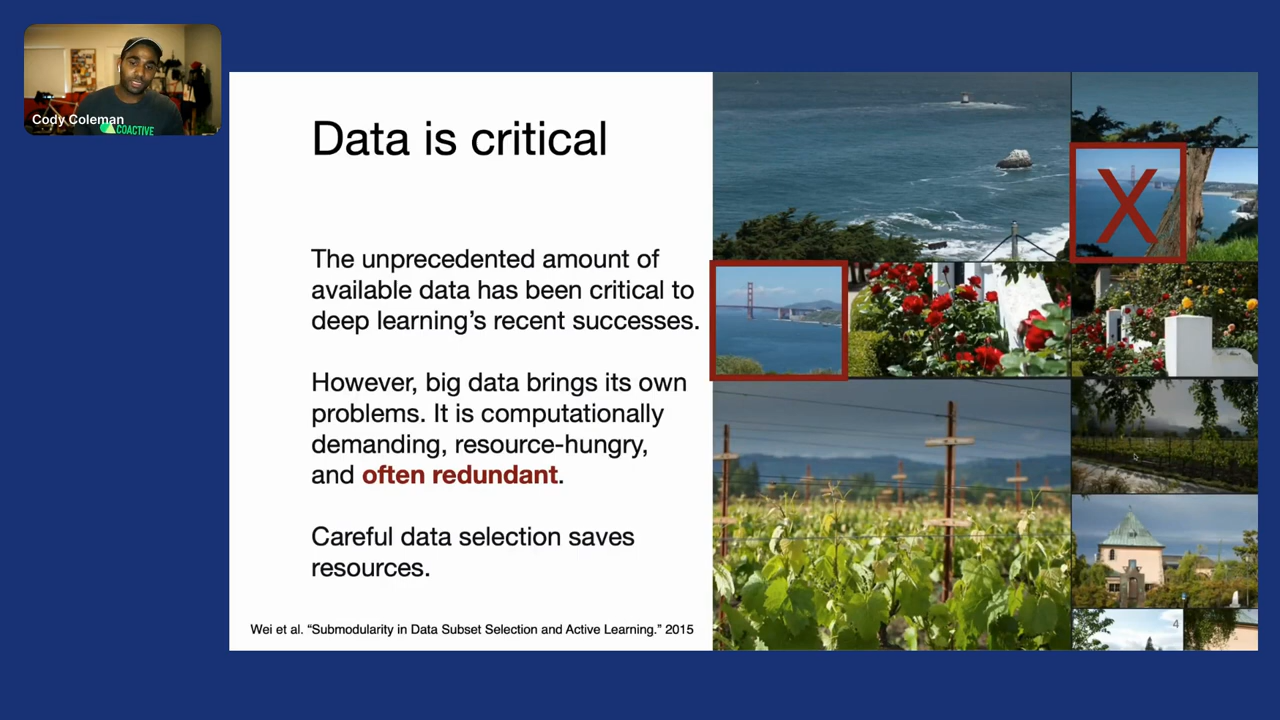 Cody Coleman
COACTIVE
Data is critical
The unprecedented amount of
available data has been critical to
deep learning’s recent successes.
However, big data brings its own
problems. It is computationally
demanding, resource-hungry,
and often redundant.
Careful data selection saves
resources.
Wei et al. “Submodularity in Data Subset Selection and Active Learning.” 2015
X
4